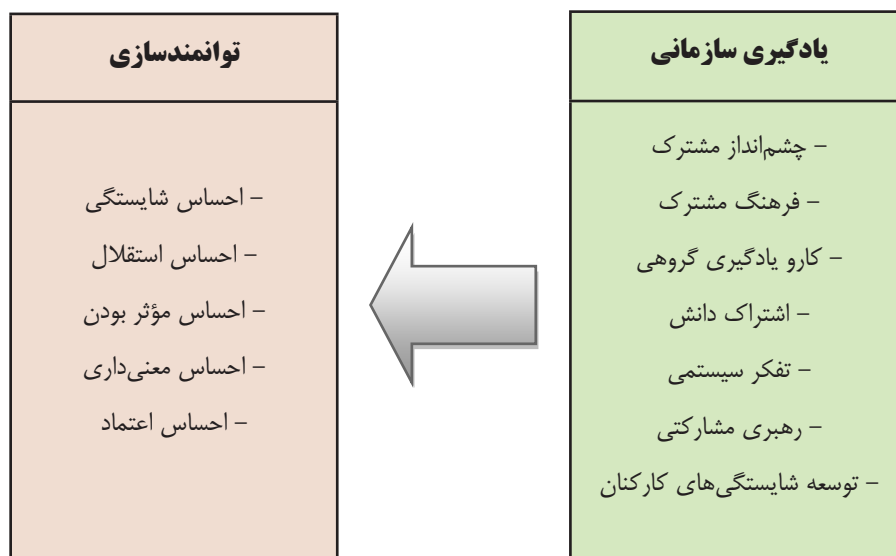 یادگیری سازمانی
- چشم‌انداز مشترک
- فرهنگ مشترک
- کارو یادگیری گروهی
- اشتراک دانش
- تفکر سیستمی
- رهبری مشارکتی
- توسعه شایستگی‌های کارکنان
توانمندسازی
- احساس شایستگی
- احساس استقلال
- احساس مؤثر بودن
- احساس معنی‌داری
- احساس اعتماد